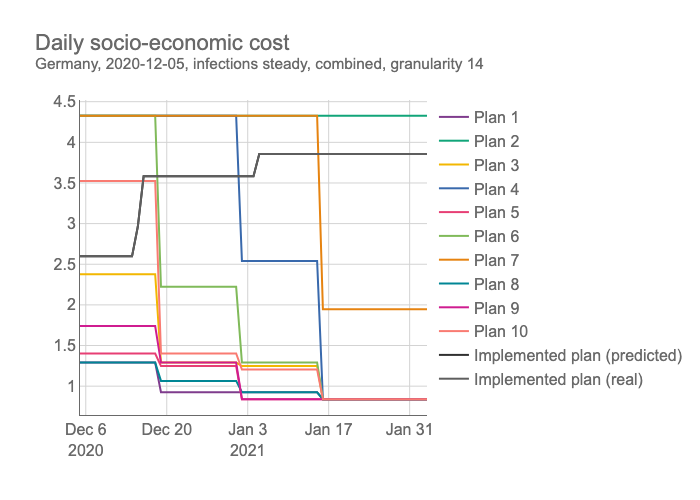 Daily socio-economic cost
Germany, 2020-12-05, infections steady, combined, granularity 14
4.5
4
3.5
3
2.5
2
1.5
1
Dec 6
2020
Dec 20
Jan 3
2021
Jan 17
Jan 31
Plan 1
Plan 2
Plan 3
Plan 4
Plan 5
Plan 6
Plan 7
Plan 8
Plan 9
Plan 10
Implemented plan (predicted)
Implemented plan (real)